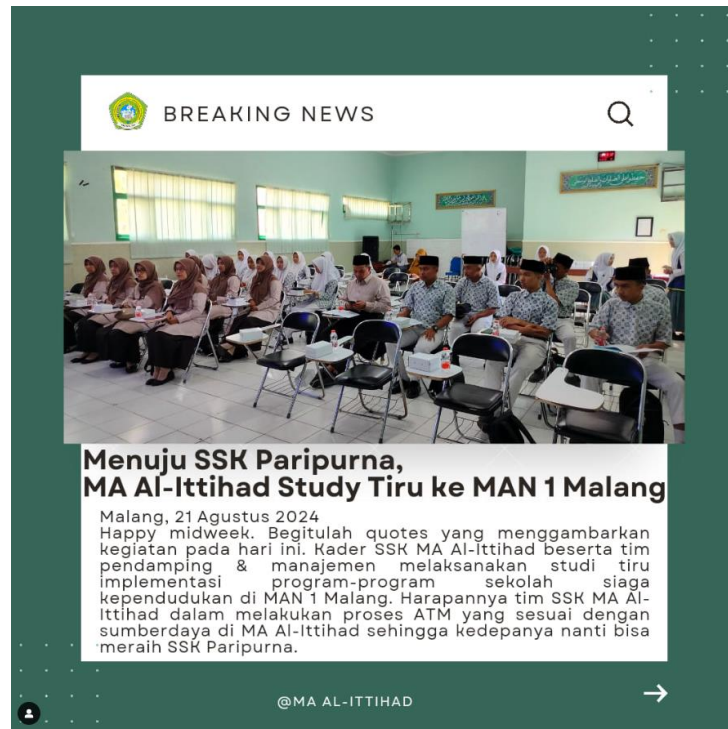 BREAKING NEWS
Menuju SSK Paripurna,
MA Al-Ittihad Study Tiru ke MAN 1 Malang
Malang, 21 Agustus 2024
Happy midweek. Begitulah quotes yang menggambarkan
kegiatan pada hari ini. Kader SSK MA Al-Ittihad beserta tim
pendamping & manajemen melaksanakan studi tiru
implementasi program-program sekolah siaga
kependudukan di MAN 1 Malang. Harapannya tim SSK MA Al-
Ittihad dalam melakukan proses ATM yang sesuai dengan
sumberdaya di MA Al-Ittihad sehingga kedepanya nanti bisa
meraih SSK Paripurna.
@MA AL-ITTIHAD